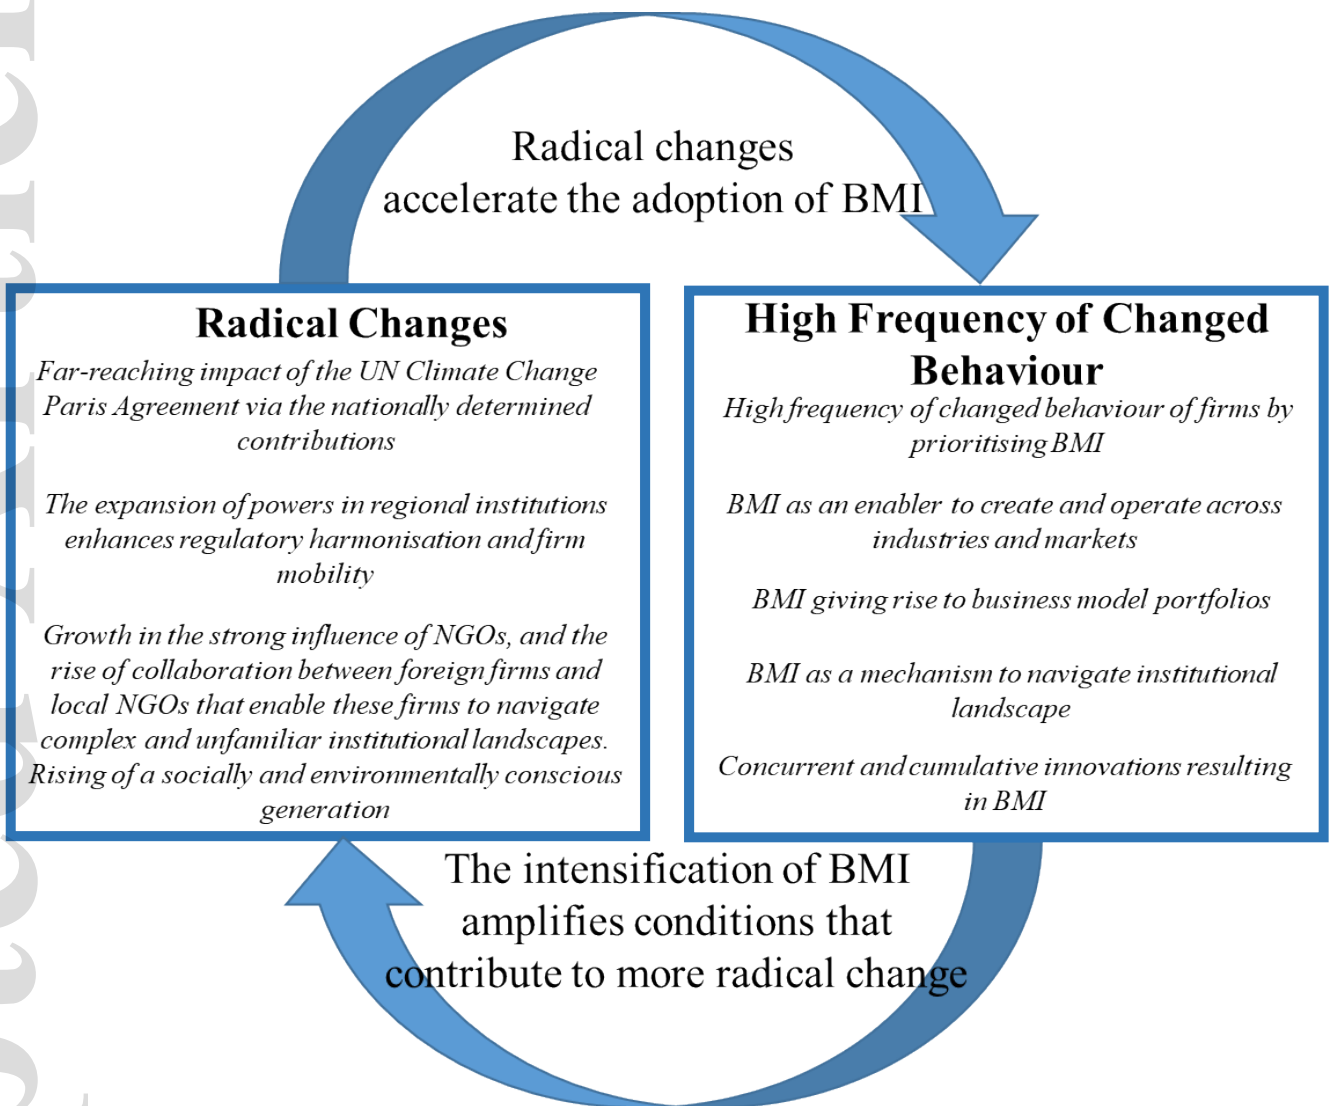 Radical changes
accelerate the adoption of BMI
Radical Changes
Far-reaching impact of the UN Climate Change
Paris Agreement via the nationally determined
contributions
The expansion of powers in regional institutions
enhances regulatory harmonisation and firm
mobility
Growth in the strong influence of NGOs, and the
rise of collaboration between foreign firms and
local NGOs that enable these firms to navigate
complex and unfamiliar institutional landscapes.
Rising of a socially and environmentally conscious
generation
High Frequency of Changed
Behaviour
High frequency of changed behaviour of firms by
prioritising BMI
BMI as an enabler to create and operate across
industries and markets
BMI giving rise to business model portfolios
BMI as a mechanism to navigate institutional
landscape
Concurrent and cumulative innovations resulting
in BMI
The intensification of BMI
amplifies conditions that
contribute to more radical change